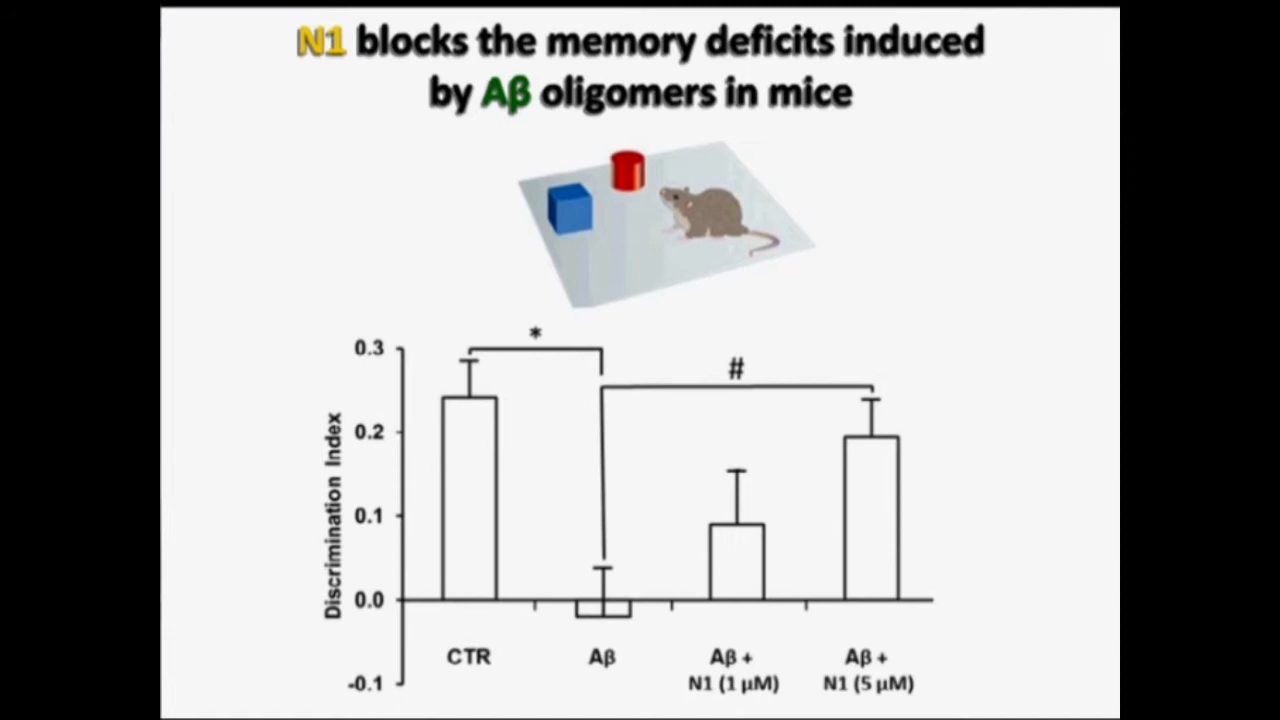 N1 blocks the memory deficits induced
by Aβ oligomers in mice
*
#
0.3
0.2
0.1
0.0
-0.1
Discrimination Index
CTR
Aβ
Aβ +
N1 (1 µM)
Aβ +
N1 (5 µM)